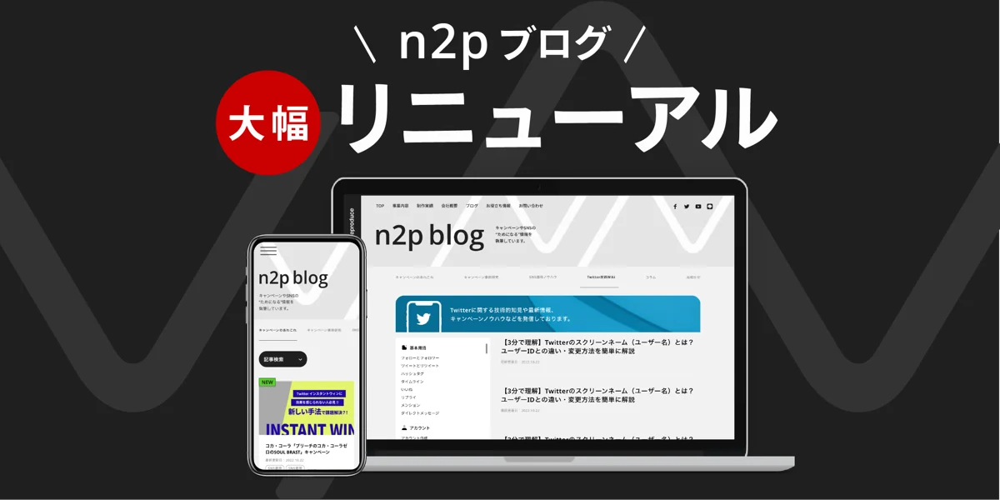 n2p ブログ
大幅
リニューアル
eproduce
TOP 事業内容 制作実績 会社概要 ブログ お役立ち情報 お問い合わせ
n2p blog
キャンペーンやSNSの
“ためになる”情報を
執筆しています。
キャンペーンのあれこれ キャンペーン事例研究 SNS運用ノウハウ Twitter技術Wiki コラム お知らせ
Twitterに関する技術的知見や最新情報、
キャンペーンノウハウなどを発信しております。
基本機能
フォローとフォロワー
ツイートとリツイート
ハッシュタグ
タイムライン
いいね
リプライ
メンション
ダイレクトメッセージ
アカウント
アカウント作成
【3分で理解】Twitterのスクリーンネーム（ユーザー名）とは？
ユーザーIDとの違い・変更方法を簡単に解説
最終更新日：2022.10.22
【3分で理解】Twitterのスクリーンネーム（ユーザー名）とは？
ユーザーIDとの違い・変更方法を簡単に解説
最終更新日：2022.10.22
【3分で理解】Twitterのスクリーンネーム（ユーザー名）とは？
n2p blog
キャンペーンやSNSの
“ためになる”情報を
執筆しています。
キャンペーンのあれこれ キャンペーン事例研究 SNS
記事検索
NEW
Twitter インスタントウィンに
効果を感じられない人必見！
新しい手法で課題解決？！
INSTANT WIN
コカ・コーラ「ブリーチのコカ・コーラゼ
ロのSOUL BRAST」キャンペーン
最終更新日：2022.10.22
SNS運用 SNS運用